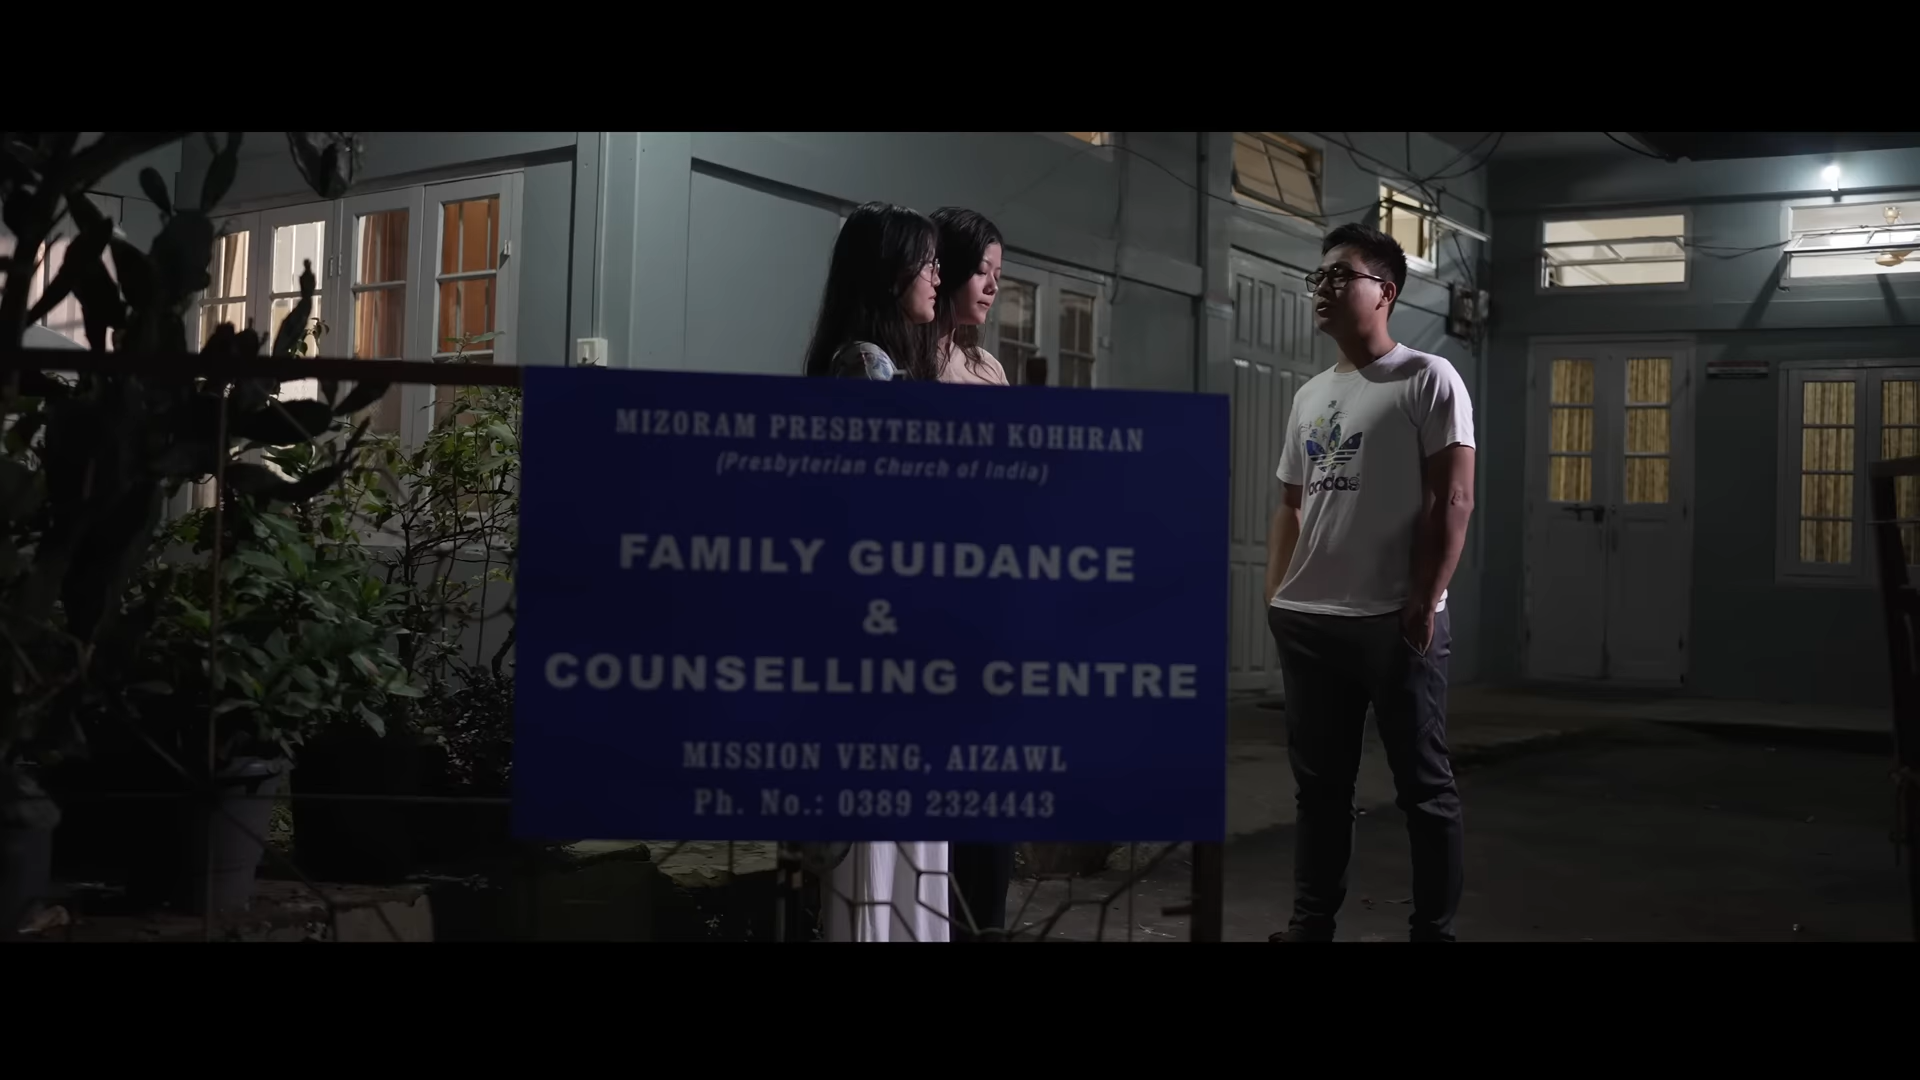 MIZORAM PRESBYTERIAN KOHHRAN
(Presbyterian Church of India)
FAMILY GUIDANCE
&
COUNSELLING CENTRE
MISSION VENG, AIZAWL
Ph. No.: 0389 2324443
adidas